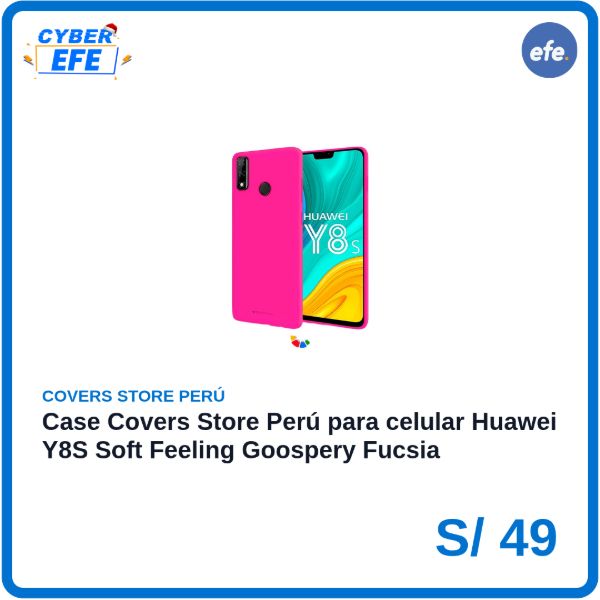 CYBER
EFE
efe.
HUAWEI
Y8s
COVERS STORE PERÚ
Case Covers Store Perú para celular Huawei
Y8S Soft Feeling Goospery Fucsia
S/ 49